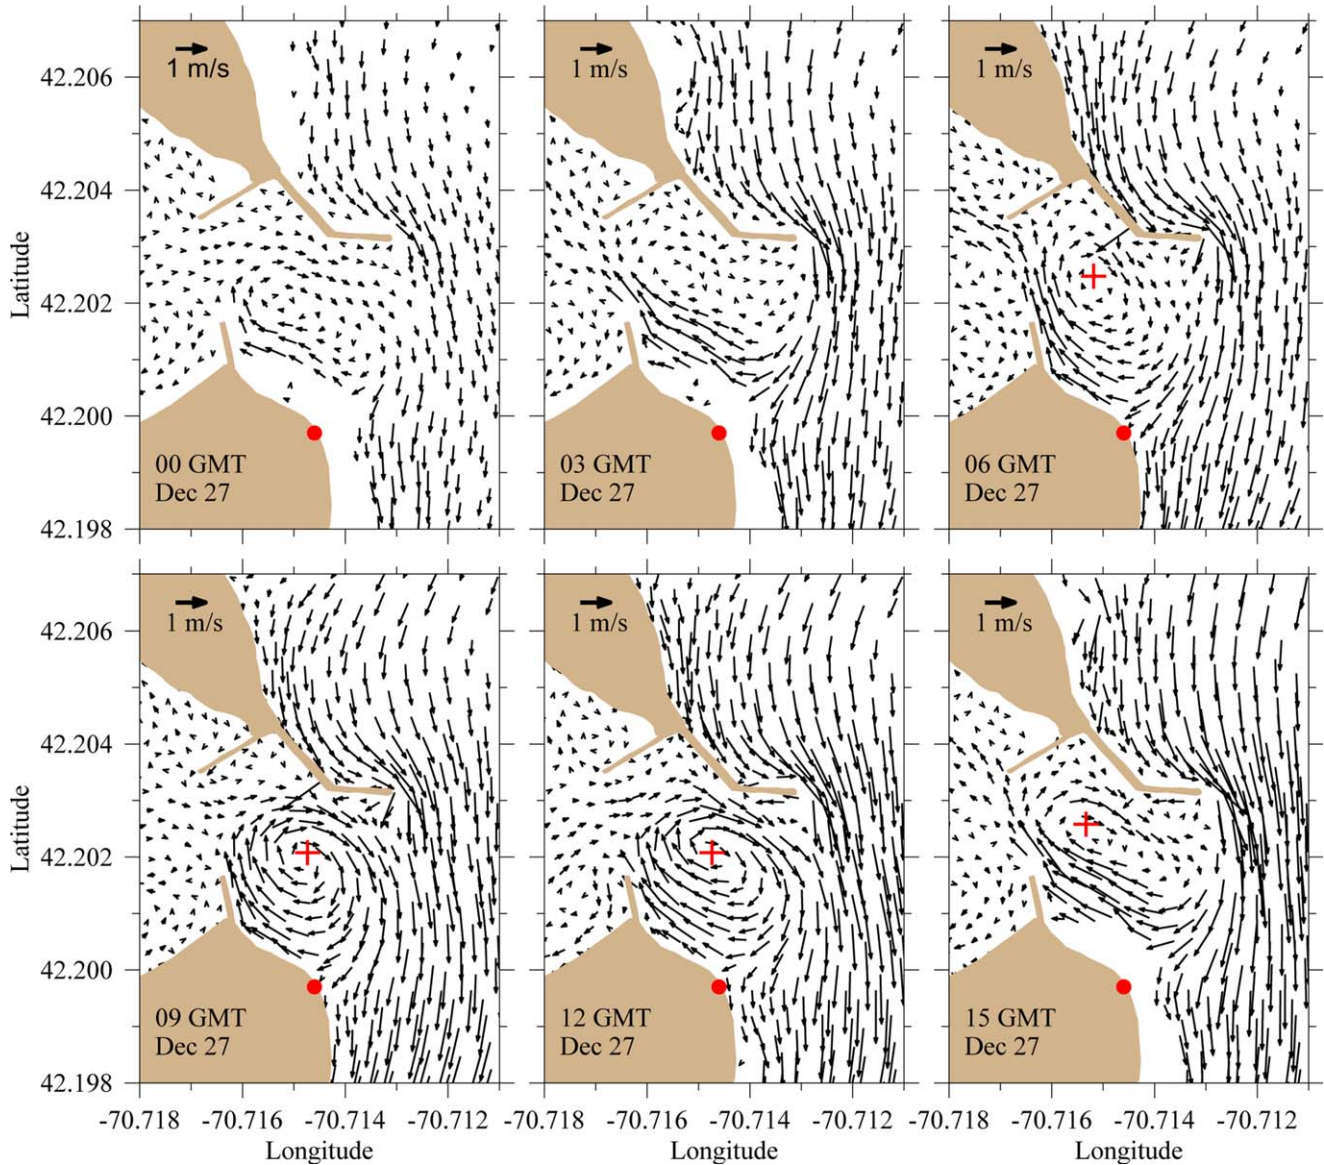 1 m/s
1 m/s
1 m/s
42.206
42.204
Latitude
42.202
42.200
00 GMT
Dec 27
03 GMT
Dec 27
06 GMT
Dec 27
42.198
1 m/s
1 m/s
1 m/s
42.206
42.204
Latitude
42.202
42.200
09 GMT
Dec 27
12 GMT
Dec 27
15 GMT
Dec 27
42.198
-70.718 -70.716 -70.714 -70.712 -70.718 -70.716 -70.714 -70.712 -70.718 -70.716 -70.714 -70.712
Longitude Longitude Longitude